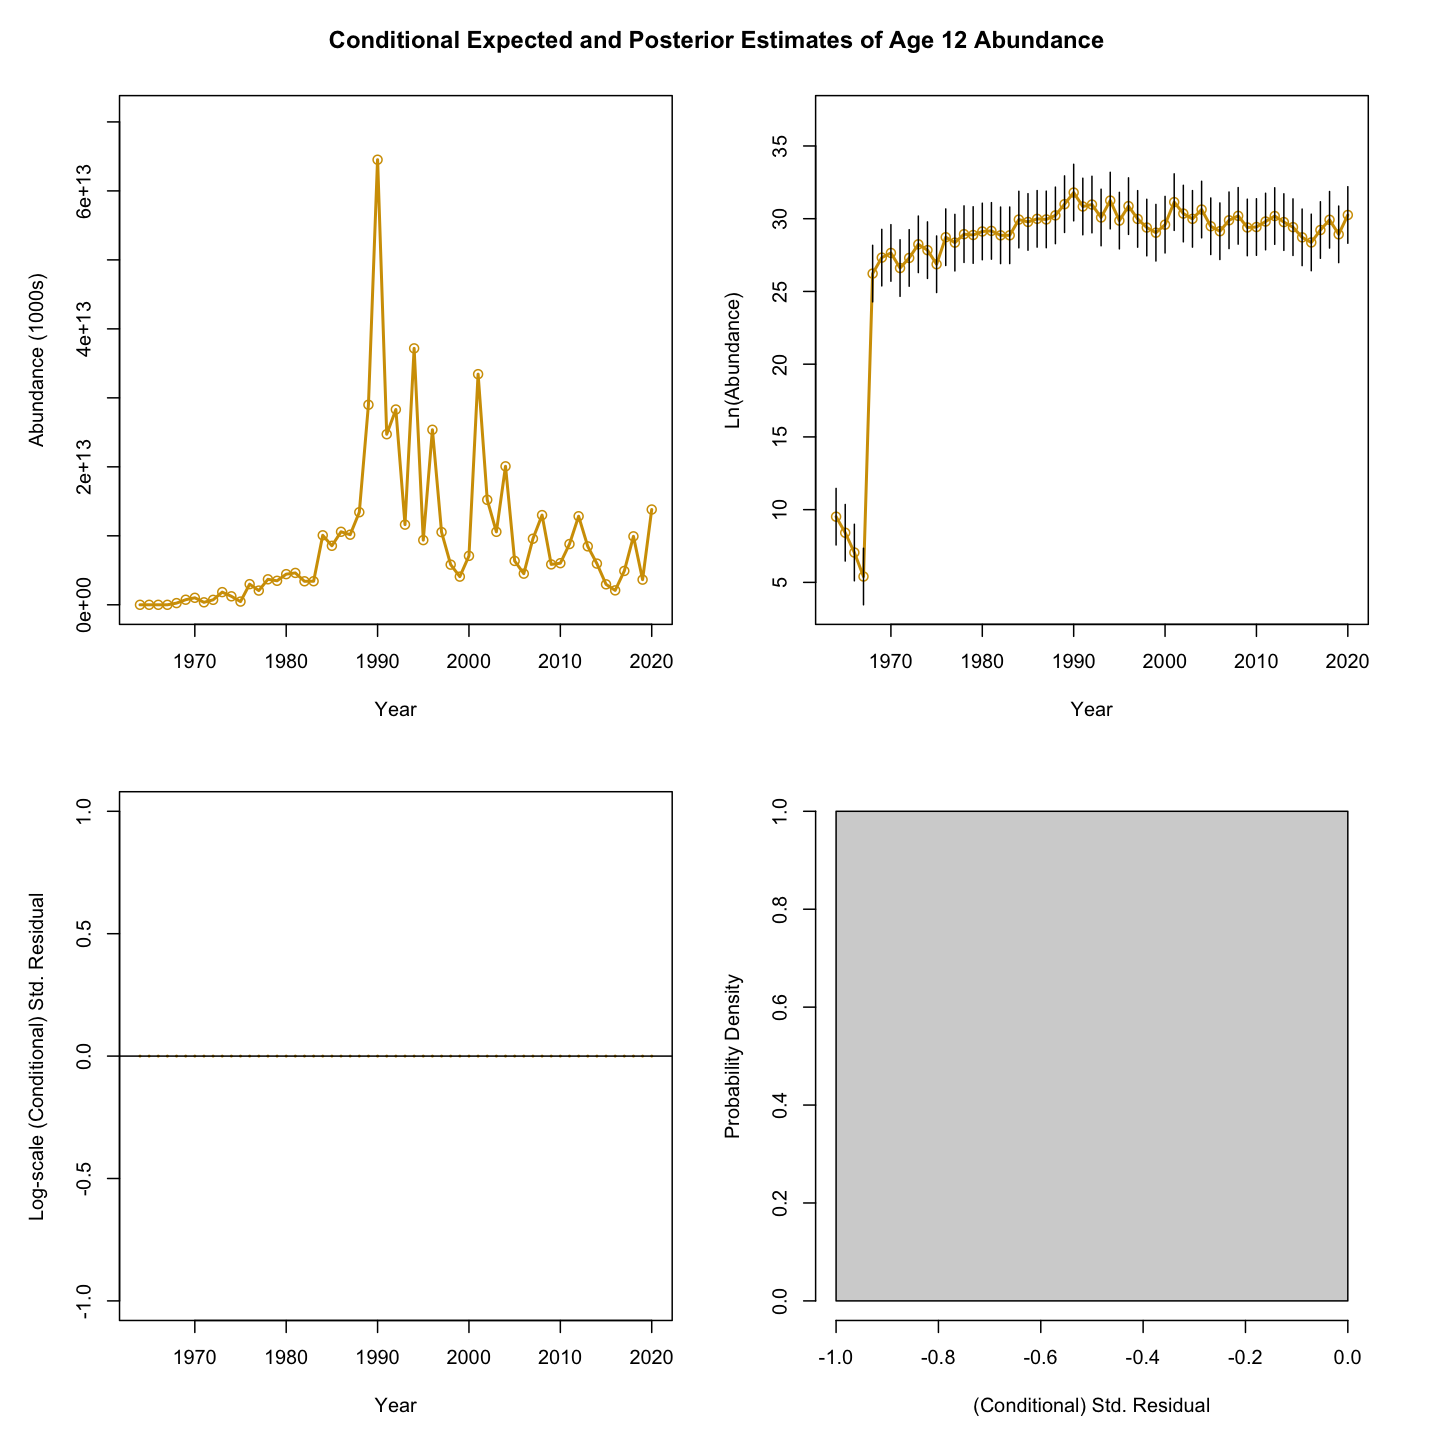 Conditional Expected and Posterior Estimates of Age 12 Abundance
Abundance (1000s)
0e+00 2e+13 4e+13 6e+13
1970 1980 1990 2000 2010 2020
Year
Ln(Abundance)
5 10 15 20 25 30 35
1970 1980 1990 2000 2010 2020
Year
Log-scale (Conditional) Std. Residual
-1.0 -0.5 0.0 0.5 1.0
1970 1980 1990 2000 2010 2020
Year
Probability Density
0.0 0.2 0.4 0.6 0.8 1.0
-1.0 -0.8 -0.6 -0.4 -0.2 0.0
(Conditional) Std. Residual